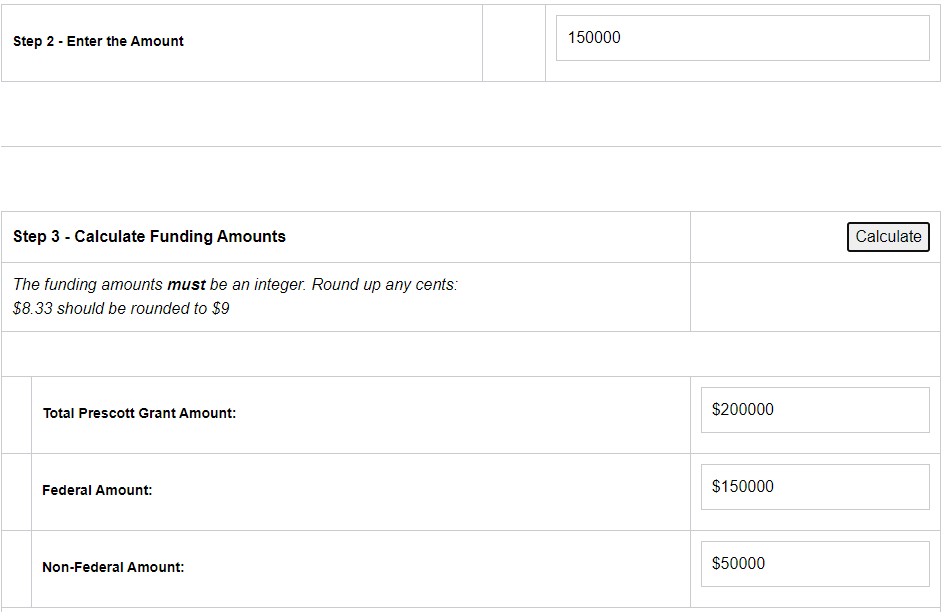 Step 2 - Enter the Amount
150000
Step 3 - Calculate Funding Amounts
Calculate
The funding amounts must be an integer. Round up any cents:
$8.33 should be rounded to $9
Total Prescott Grant Amount:
$200000
Federal Amount:
$150000
Non-Federal Amount:
$50000